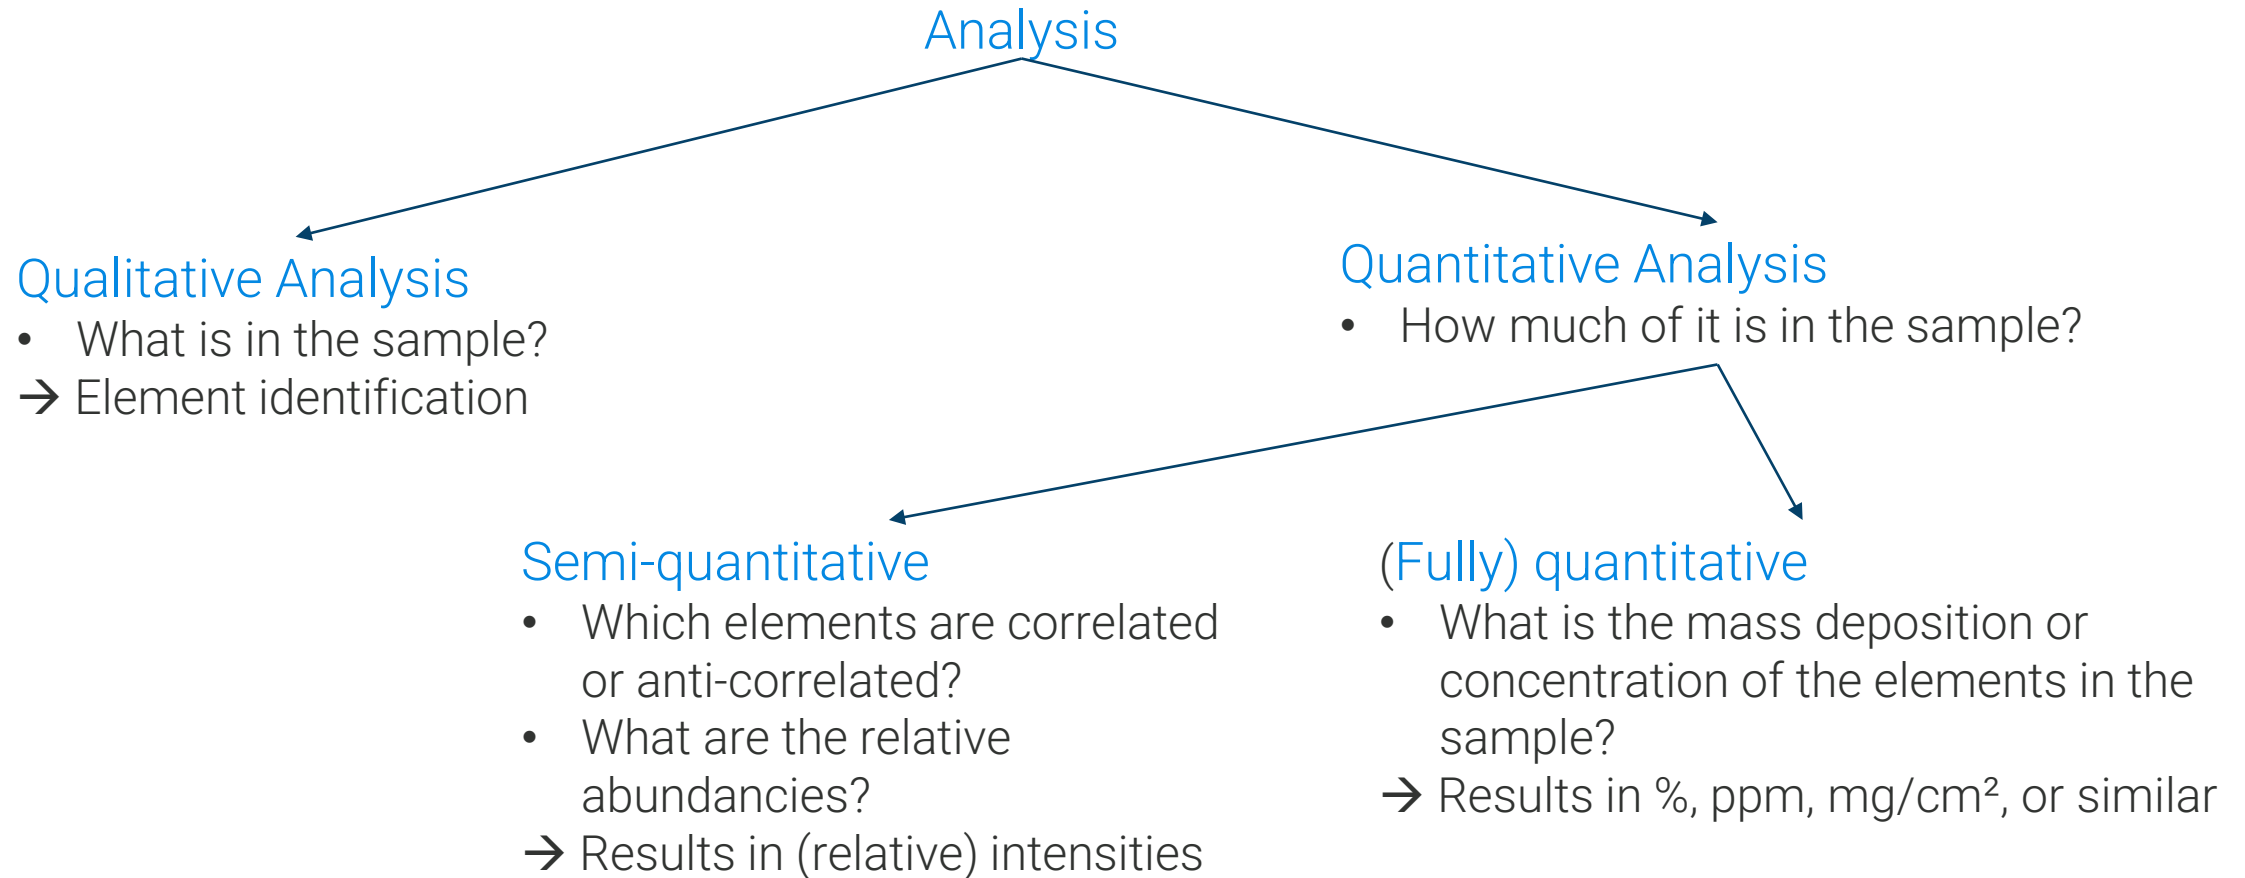 Analysis
Qualitative Analysis
• What is in the sample?
→ Element identification
Quantitative Analysis
• How much of it is in the sample?
Semi-quantitative
• Which elements are correlated
or anti-correlated?
• What are the relative
abundancies?
→ Results in (relative) intensities
(Fully) quantitative
• What is the mass deposition or
concentration of the elements in the
sample?
→ Results in %, ppm, mg/cm², or similar